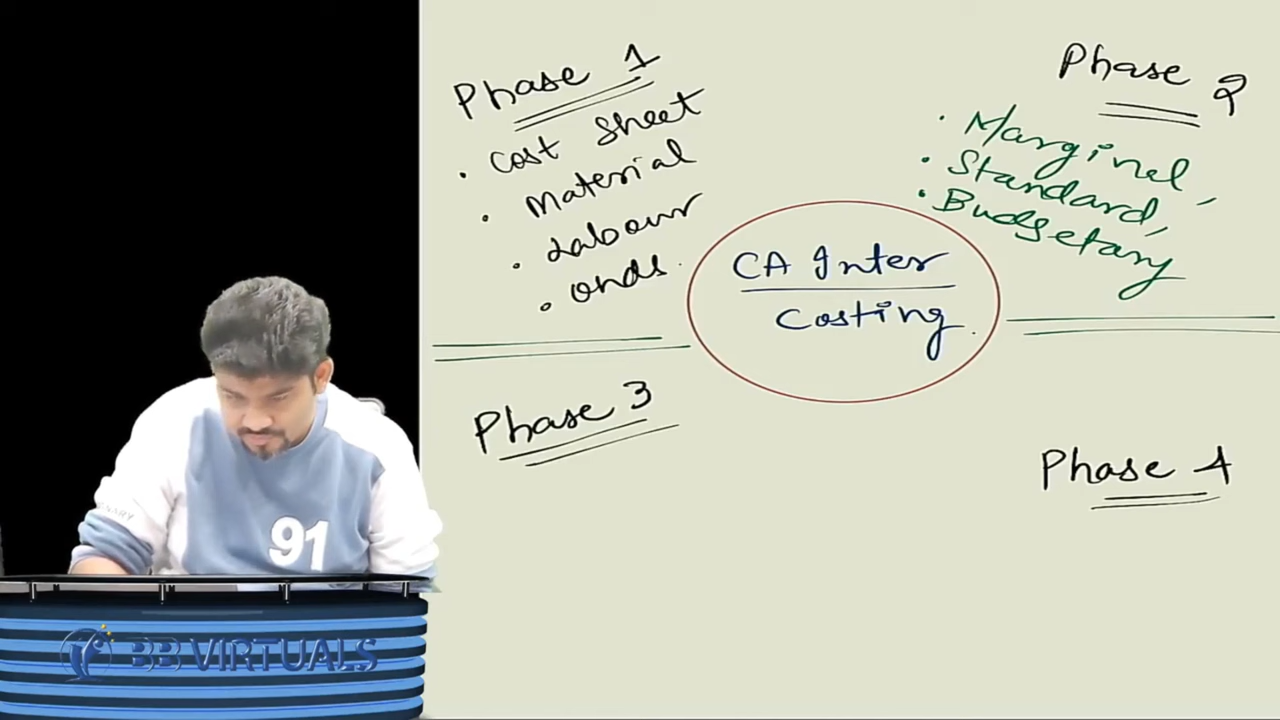 Phase 1
• Cost Sheet
• Material
• Labour
• OHDs.
Phase 2
• Marginal,
• Standard,
• Budgetary
CA Inter
Costing.
Phase 3
Phase 4
91
BB VIRTUALS